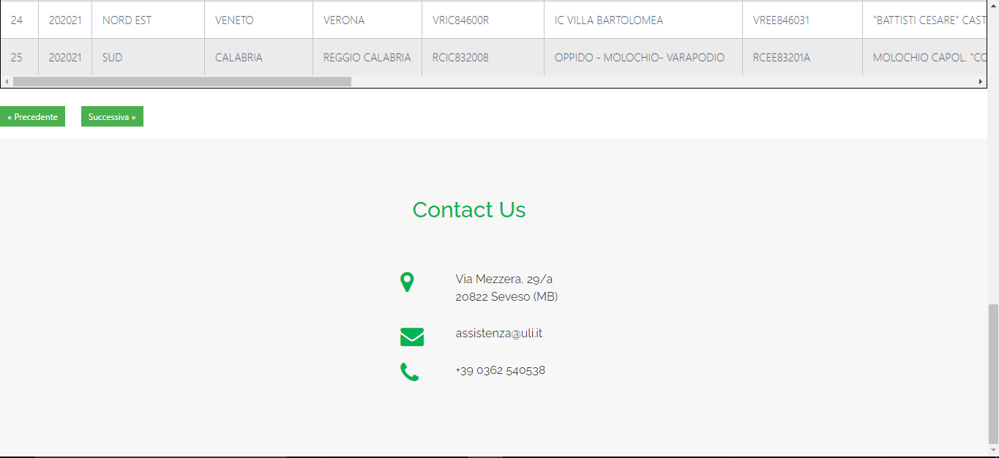 24 202021 NORD EST VENETO VERONA VRIC84600R IC VILLA BARTOLOMEA VREE846031 "BATTISTI CESARE" CAST
25 202021 SUD CALABRIA REGGIO CALABRIA RCIC832008 OPPIDO - MOLOCHIO- VARAPODIO RCEE83201A MOLOCHIO CAPOL. "CO
« Precedente Successiva »
Contact Us
Via Mezzera, 29/a
20822 Seveso (MB)
assistenza@uli.it
+39 0362 540538